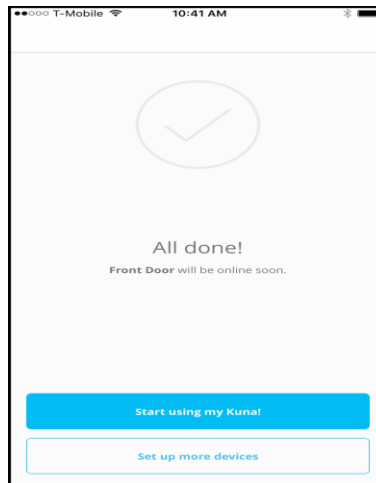 T-Mobile 10:41 AM
All done!
Front Door will be online soon.
Start using my Kuna!
Set up more devices